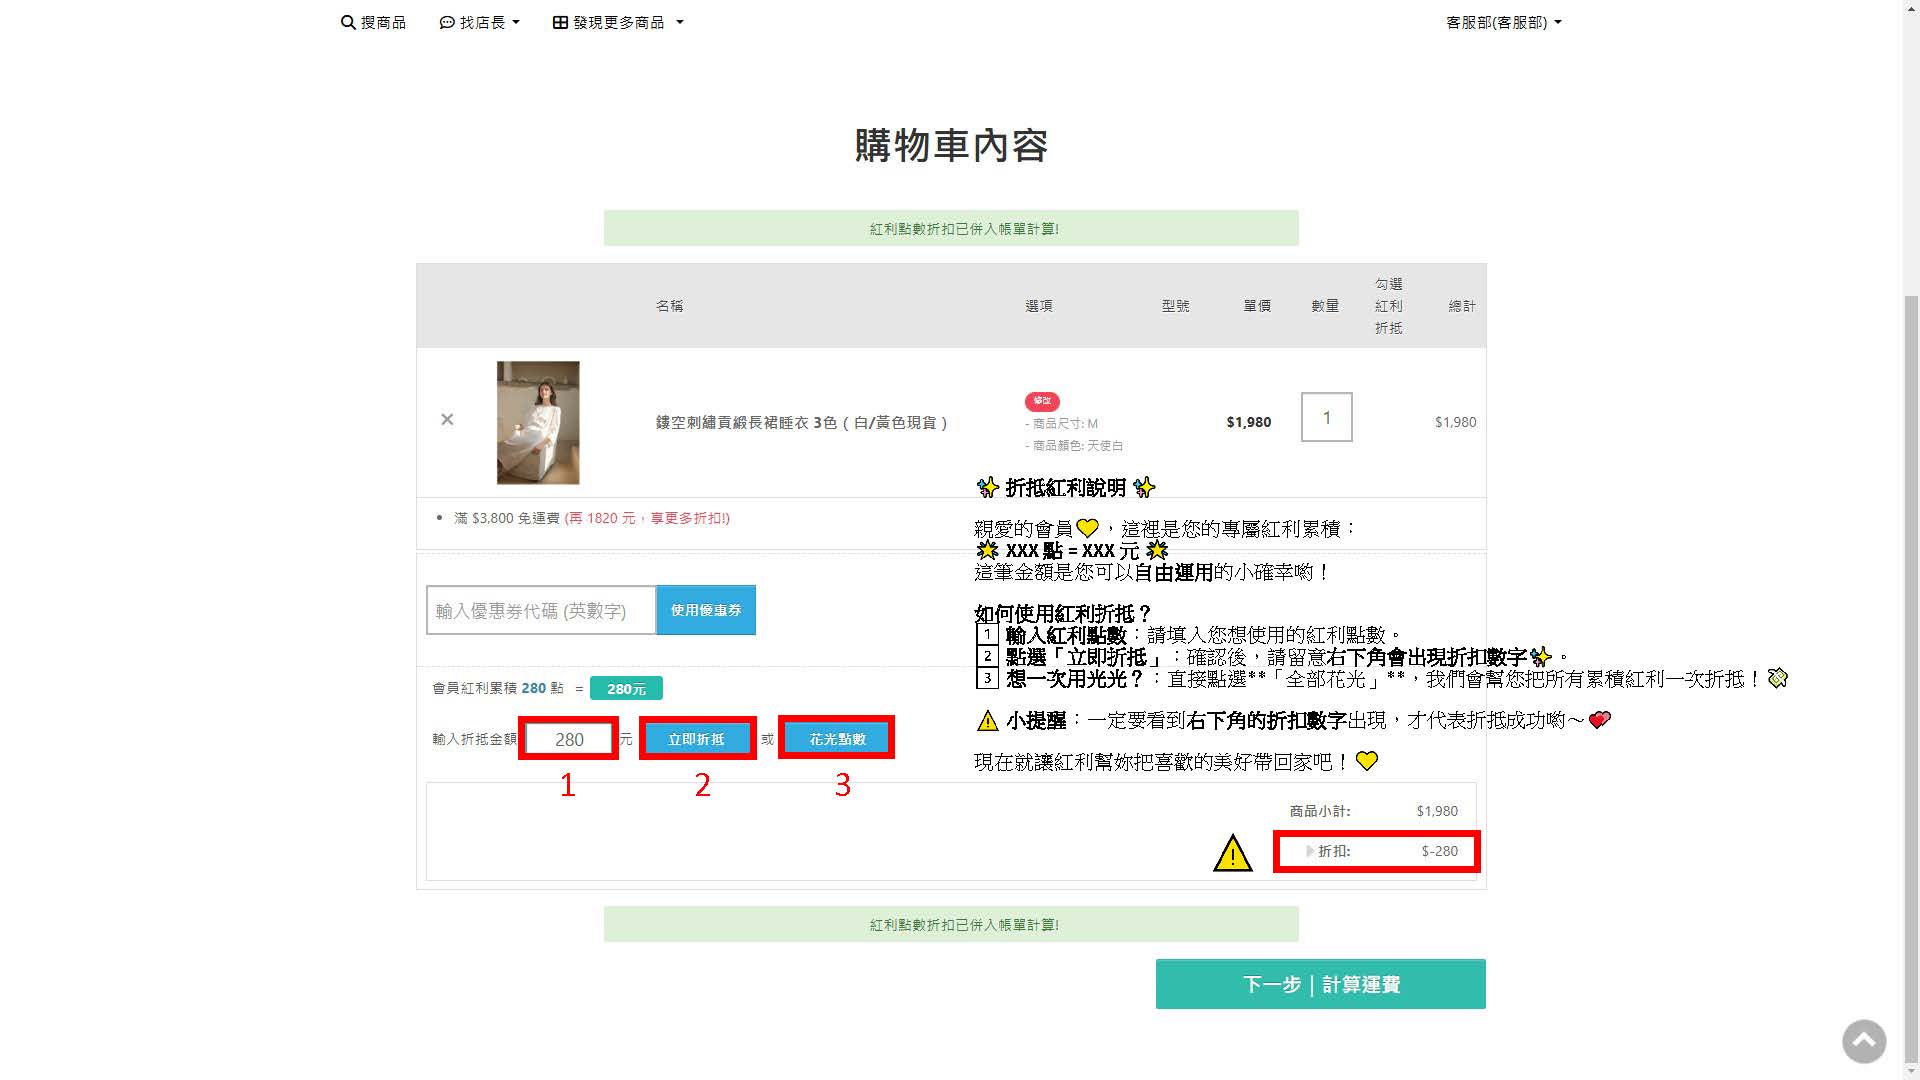 搜商品 找店長 發現更多商品 客服部(客服部)
購物車內容
紅利點數折扣已併入帳單計算!
名稱 選項 型號 單價 數量 勾選紅利折抵 總計
修改
鏤空刺繡貢緞長裙睡衣 3色 ( 白/黃色現貨 ) - 商品尺寸: M $1,980 1 $1,980
- 商品顏色: 天使白
滿 $3,800 免運費 (再 1820 元，享更多折扣!)
✨ 折抵紅利說明 ✨
親愛的會員💛，這裡是您的專屬紅利累積：
🌟 XXX 點 = XXX 元 🌟
這筆金額是您可以自由運用的小確幸喲！
輸入優惠券代碼 (英數字) 使用優惠券
如何使用紅利折抵？
1 輸入紅利點數：請填入您想使用的紅利點數。
2 點選「立即折抵」：確認後，請留意右下角會出現折扣數字✨。
3 想一次用光光？：直接點選**「全部花光」**，我們會幫您把所有累積紅利一次折抵！💸
⚠ 小提醒：一定要看到右下角的折扣數字出現，才代表折抵成功喲～💕
現在就讓紅利幫妳把喜歡的美好帶回家吧！💛
會員紅利累積 280 點 = 280元
輸入折抵金額 280 元 立即折抵 或 花光點數
1 2 3
商品小計: $1,980
折扣: $-280
紅利點數折扣已併入帳單計算!
下一步 | 計算運費